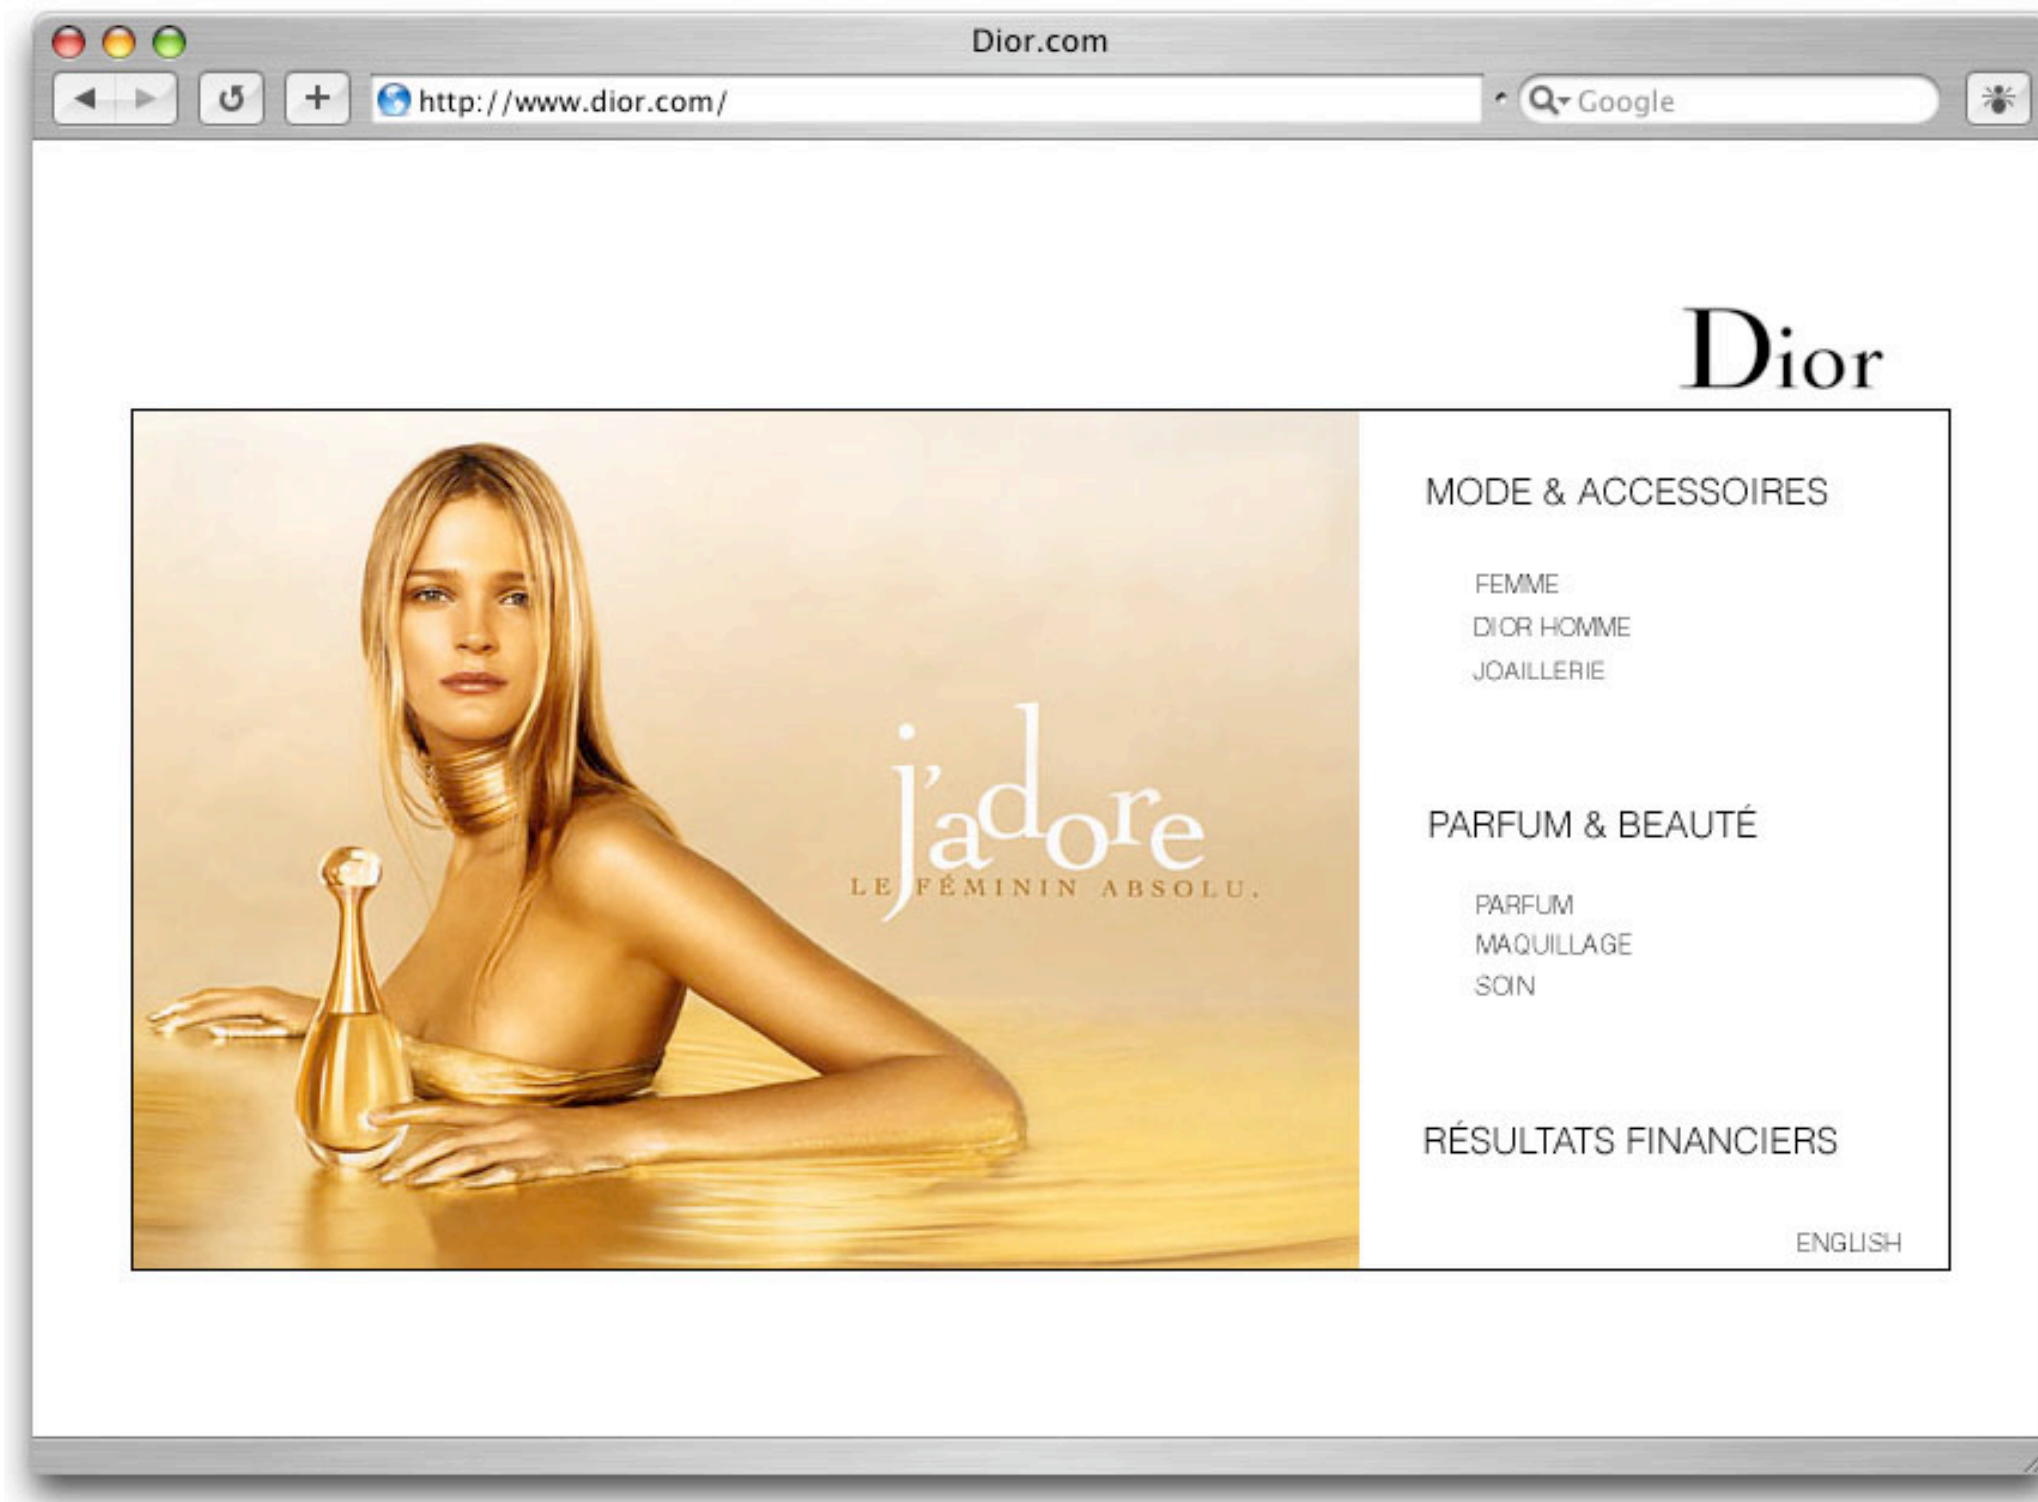 Dior.com
http://www.dior.com/
Google
Dior
j'adore
LE FÉMININ ABSOLU.
MODE & ACCESSOIRES
FEMME
DIOR HOMME
JOAILLERIE
PARFUM & BEAUTÉ
PARFUM
MAQUILLAGE
SOIN
RÉSULTATS FINANCIERS
ENGLISH